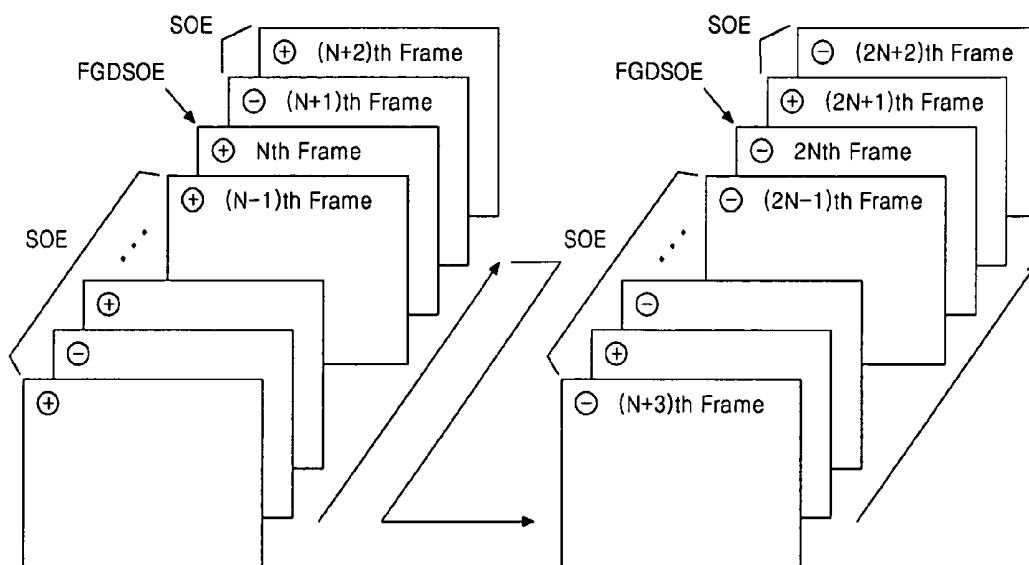 SOE
⊕ (N+2)th Frame
FGDSOE
⊖ (N+1)th Frame
⊕ Nth Frame
⊕ (N−1)th Frame
SOE
⊕
⊖
⊕
SOE
⊖ (2N+2)th Frame
FGDSOE
⊕ (2N+1)th Frame
⊖ 2Nth Frame
⊖ (2N−1)th Frame
SOE
⊖
⊕
⊖ (N+3)th Frame